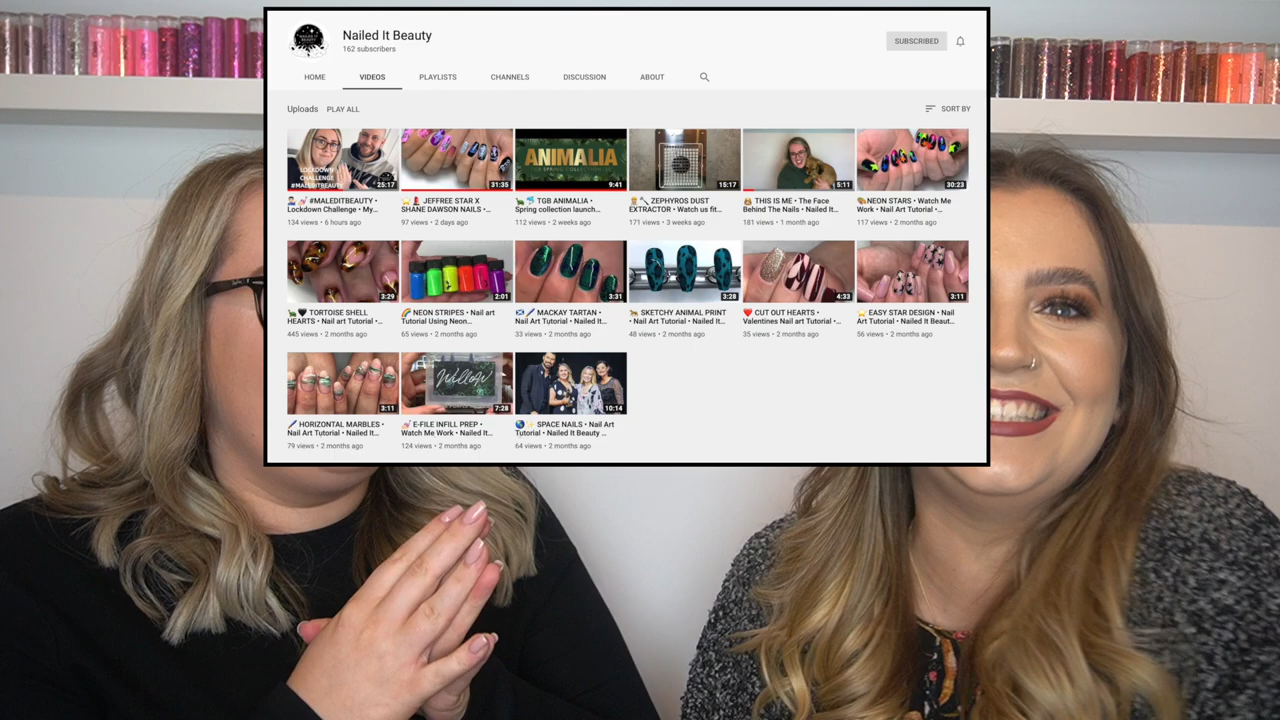 Nailed It Beauty
162 subscribers
SUBSCRIBED
HOME
VIDEOS
PLAYLISTS
CHANNELS
DISCUSSION
ABOUT
Uploads
PLAY ALL
SORT BY
LOCKDOWN
CHALLENGE
#MALEDITBEAUTY
25:17
#MALEDITBEAUTY •
Lockdown Challenge • My...
134 views • 6 hours ago
31:35
JEFFREE STAR X
SHANE DAWSON NAILS •...
97 views • 2 days ago
ANIMALIA
9:41
TGB ANIMALIA •
Spring collection launch...
112 views • 2 weeks ago
15:17
ZEPHYROS DUST
EXTRACTOR • Watch us fit...
171 views • 3 weeks ago
5:11
THIS IS ME • The Face
Behind The Nails • Nailed It...
181 views • 1 month ago
30:23
NEON STARS • Watch Me
Work • Nail Art Tutorial •...
117 views • 2 months ago
3:29
TORTOISE SHELL
HEARTS • Nail art Tutorial •...
445 views • 2 months ago
2:01
NEON STRIPES • Nail art
Tutorial Using Neon...
65 views • 2 months ago
3:31
MACKAY TARTAN •
Nail Art Tutorial • Nailed It...
33 views • 2 months ago
3:28
SKETCHY ANIMAL PRINT
• Nail Art Tutorial • Nailed It...
48 views • 2 months ago
4:33
CUT OUT HEARTS •
Valentines Nail art Tutorial •...
35 views • 2 months ago
3:11
EASY STAR DESIGN • Nail
Art Tutorial • Nailed It Beaut...
56 views • 2 months ago
3:11
HORIZONTAL MARBLES •
Nail Art Tutorial • Nailed It...
79 views • 2 months ago
Willow
7:28
E-FILE INFILL PREP •
Watch Me Work • Nailed It...
124 views • 2 months ago
10:14
SPACE NAILS • Nail Art
Tutorial • Nailed It Beauty ...
64 views • 2 months ago